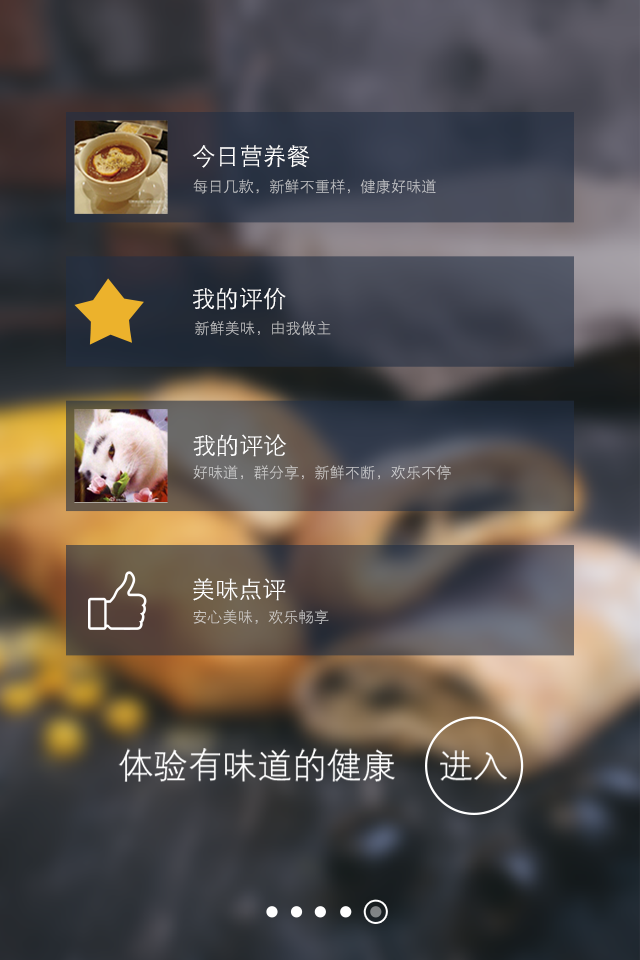 今日营养餐
每日几款，新鲜不重样，健康好味道
我的评价
新鲜美味，由我做主
我的评论
好味道，群分享，新鲜不断，欢乐不停
美味点评
安心美味，欢乐畅享
体验有味道的健康 进入